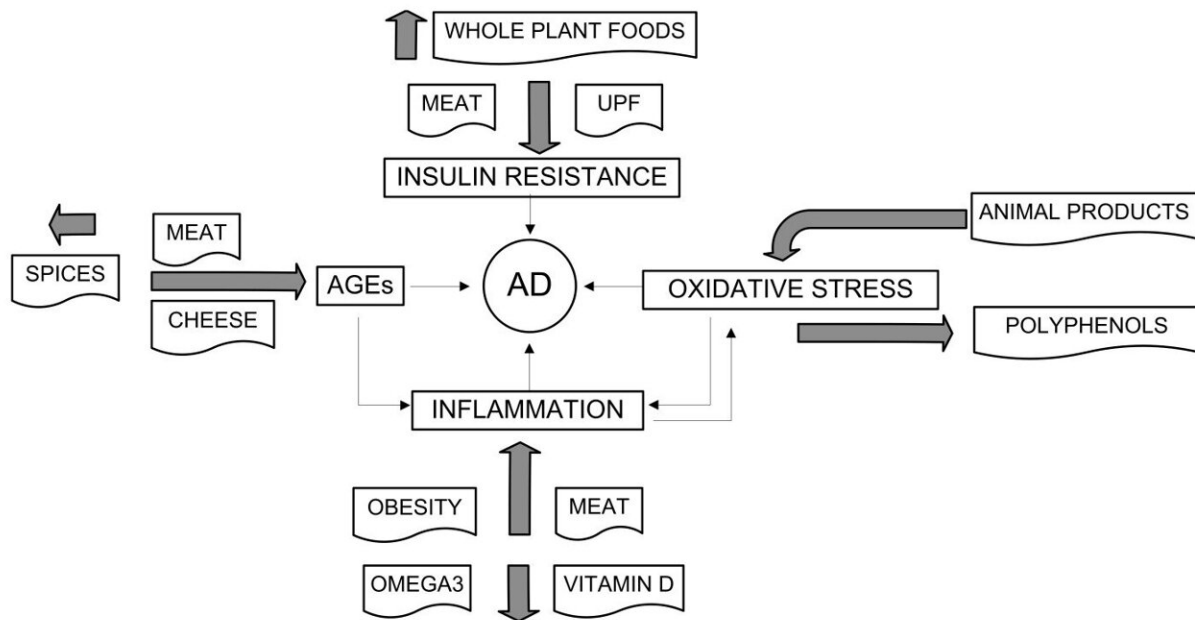 WHOLE PLANT FOODS
MEAT
UPF
INSULIN RESISTANCE
ANIMAL PRODUCTS
MEAT
SPICES
AGEs
AD
OXIDATIVE STRESS
CHEESE
POLYPHENOLS
INFLAMMATION
OBESITY
MEAT
OMEGA3
VITAMIN D